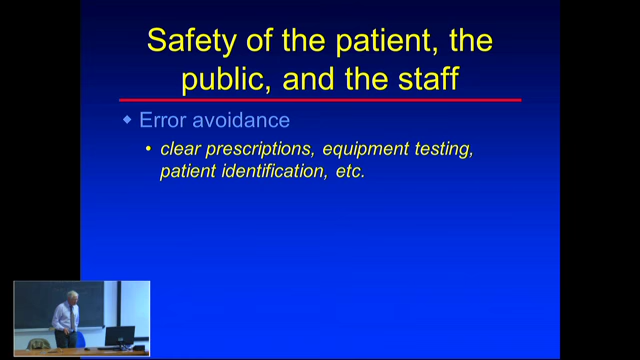 Safety of the patient, the
public, and the staff
Error avoidance
clear prescriptions, equipment testing,
patient identification, etc.